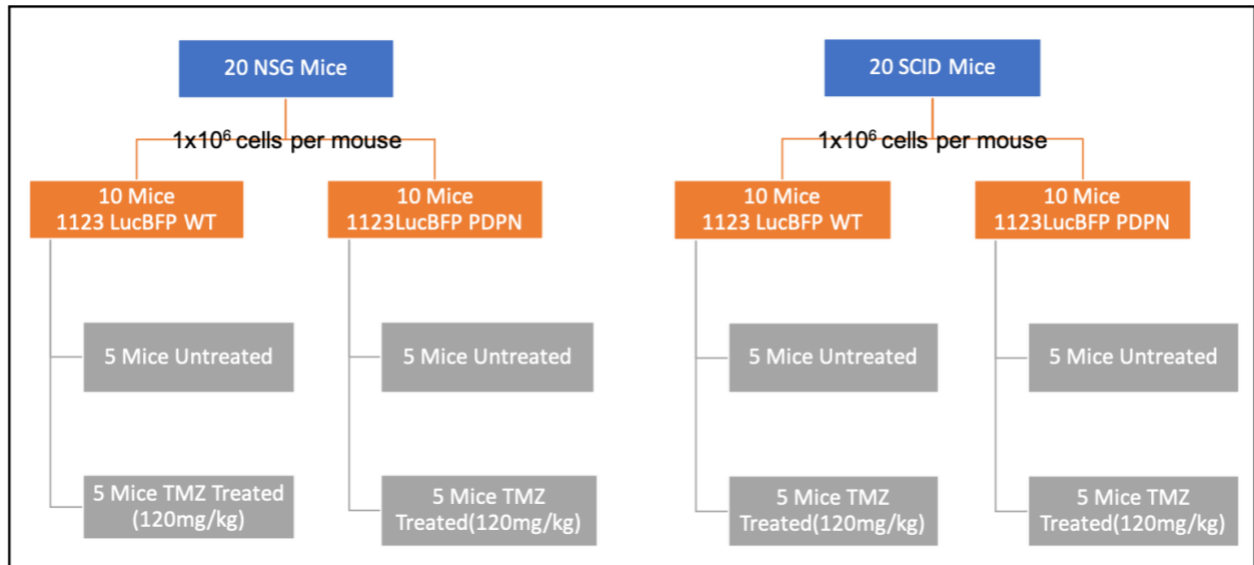 20 NSG Mice
20 SCID Mice
1x10⁶ cells per mouse
1x10⁶ cells per mouse
10 Mice
1123 LucBFP WT
10 Mice
1123LucBFP PDPN
10 Mice
1123 LucBFP WT
10 Mice
1123LucBFP PDPN
5 Mice Untreated
5 Mice Untreated
5 Mice Untreated
5 Mice Untreated
5 Mice TMZ Treated
(120mg/kg)
5 Mice TMZ
Treated(120mg/kg)
5 Mice TMZ
Treated(120mg/kg)
5 Mice TMZ
Treated(120mg/kg)